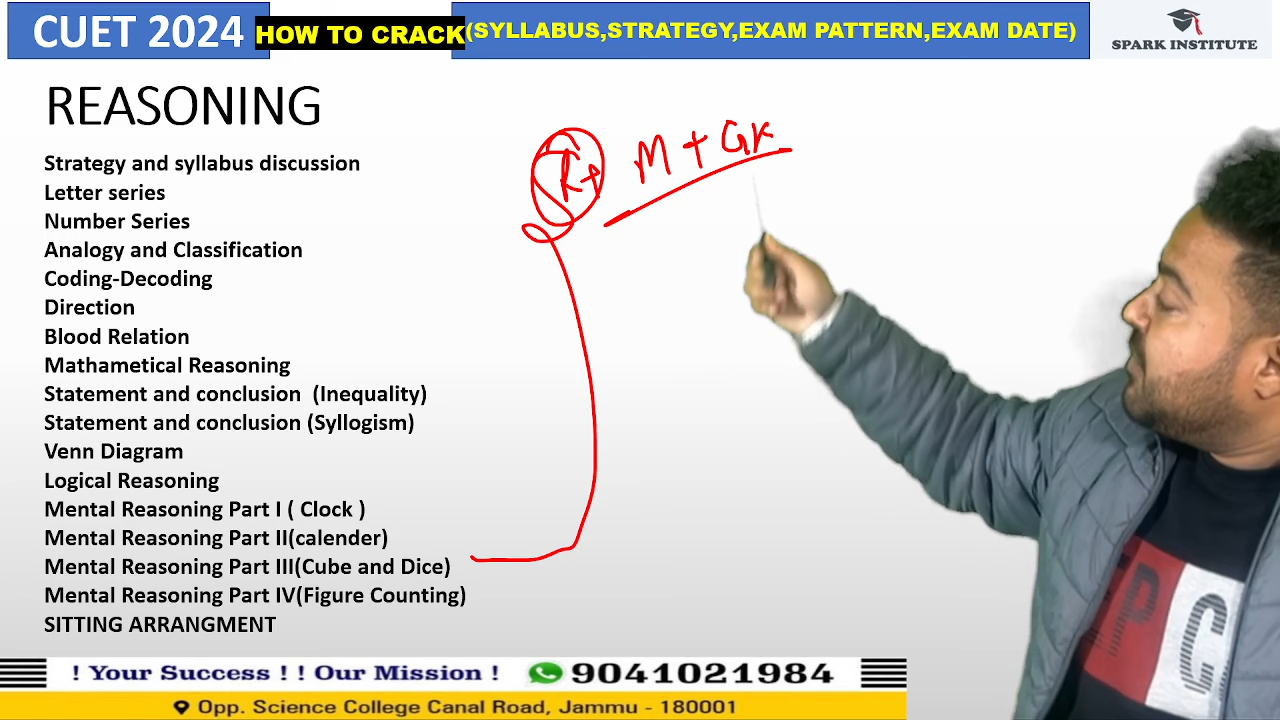 CUET 2024 HOW TO CRACK (SYLLABUS,STRATEGY,EXAM PATTERN,EXAM DATE)
SPARK INSTITUTE
REASONING
R+ M + GK
Strategy and syllabus discussion
Letter series
Number Series
Analogy and Classification
Coding-Decoding
Direction
Blood Relation
Mathametical Reasoning
Statement and conclusion (Inequality)
Statement and conclusion (Syllogism)
Venn Diagram
Logical Reasoning
Mental Reasoning Part I ( Clock )
Mental Reasoning Part II(calender)
Mental Reasoning Part III(Cube and Dice)
Mental Reasoning Part IV(Figure Counting)
SITTING ARRANGMENT
! Your Success ! ! Our Mission ! 9041021984
Opp. Science College Canal Road, Jammu - 180001